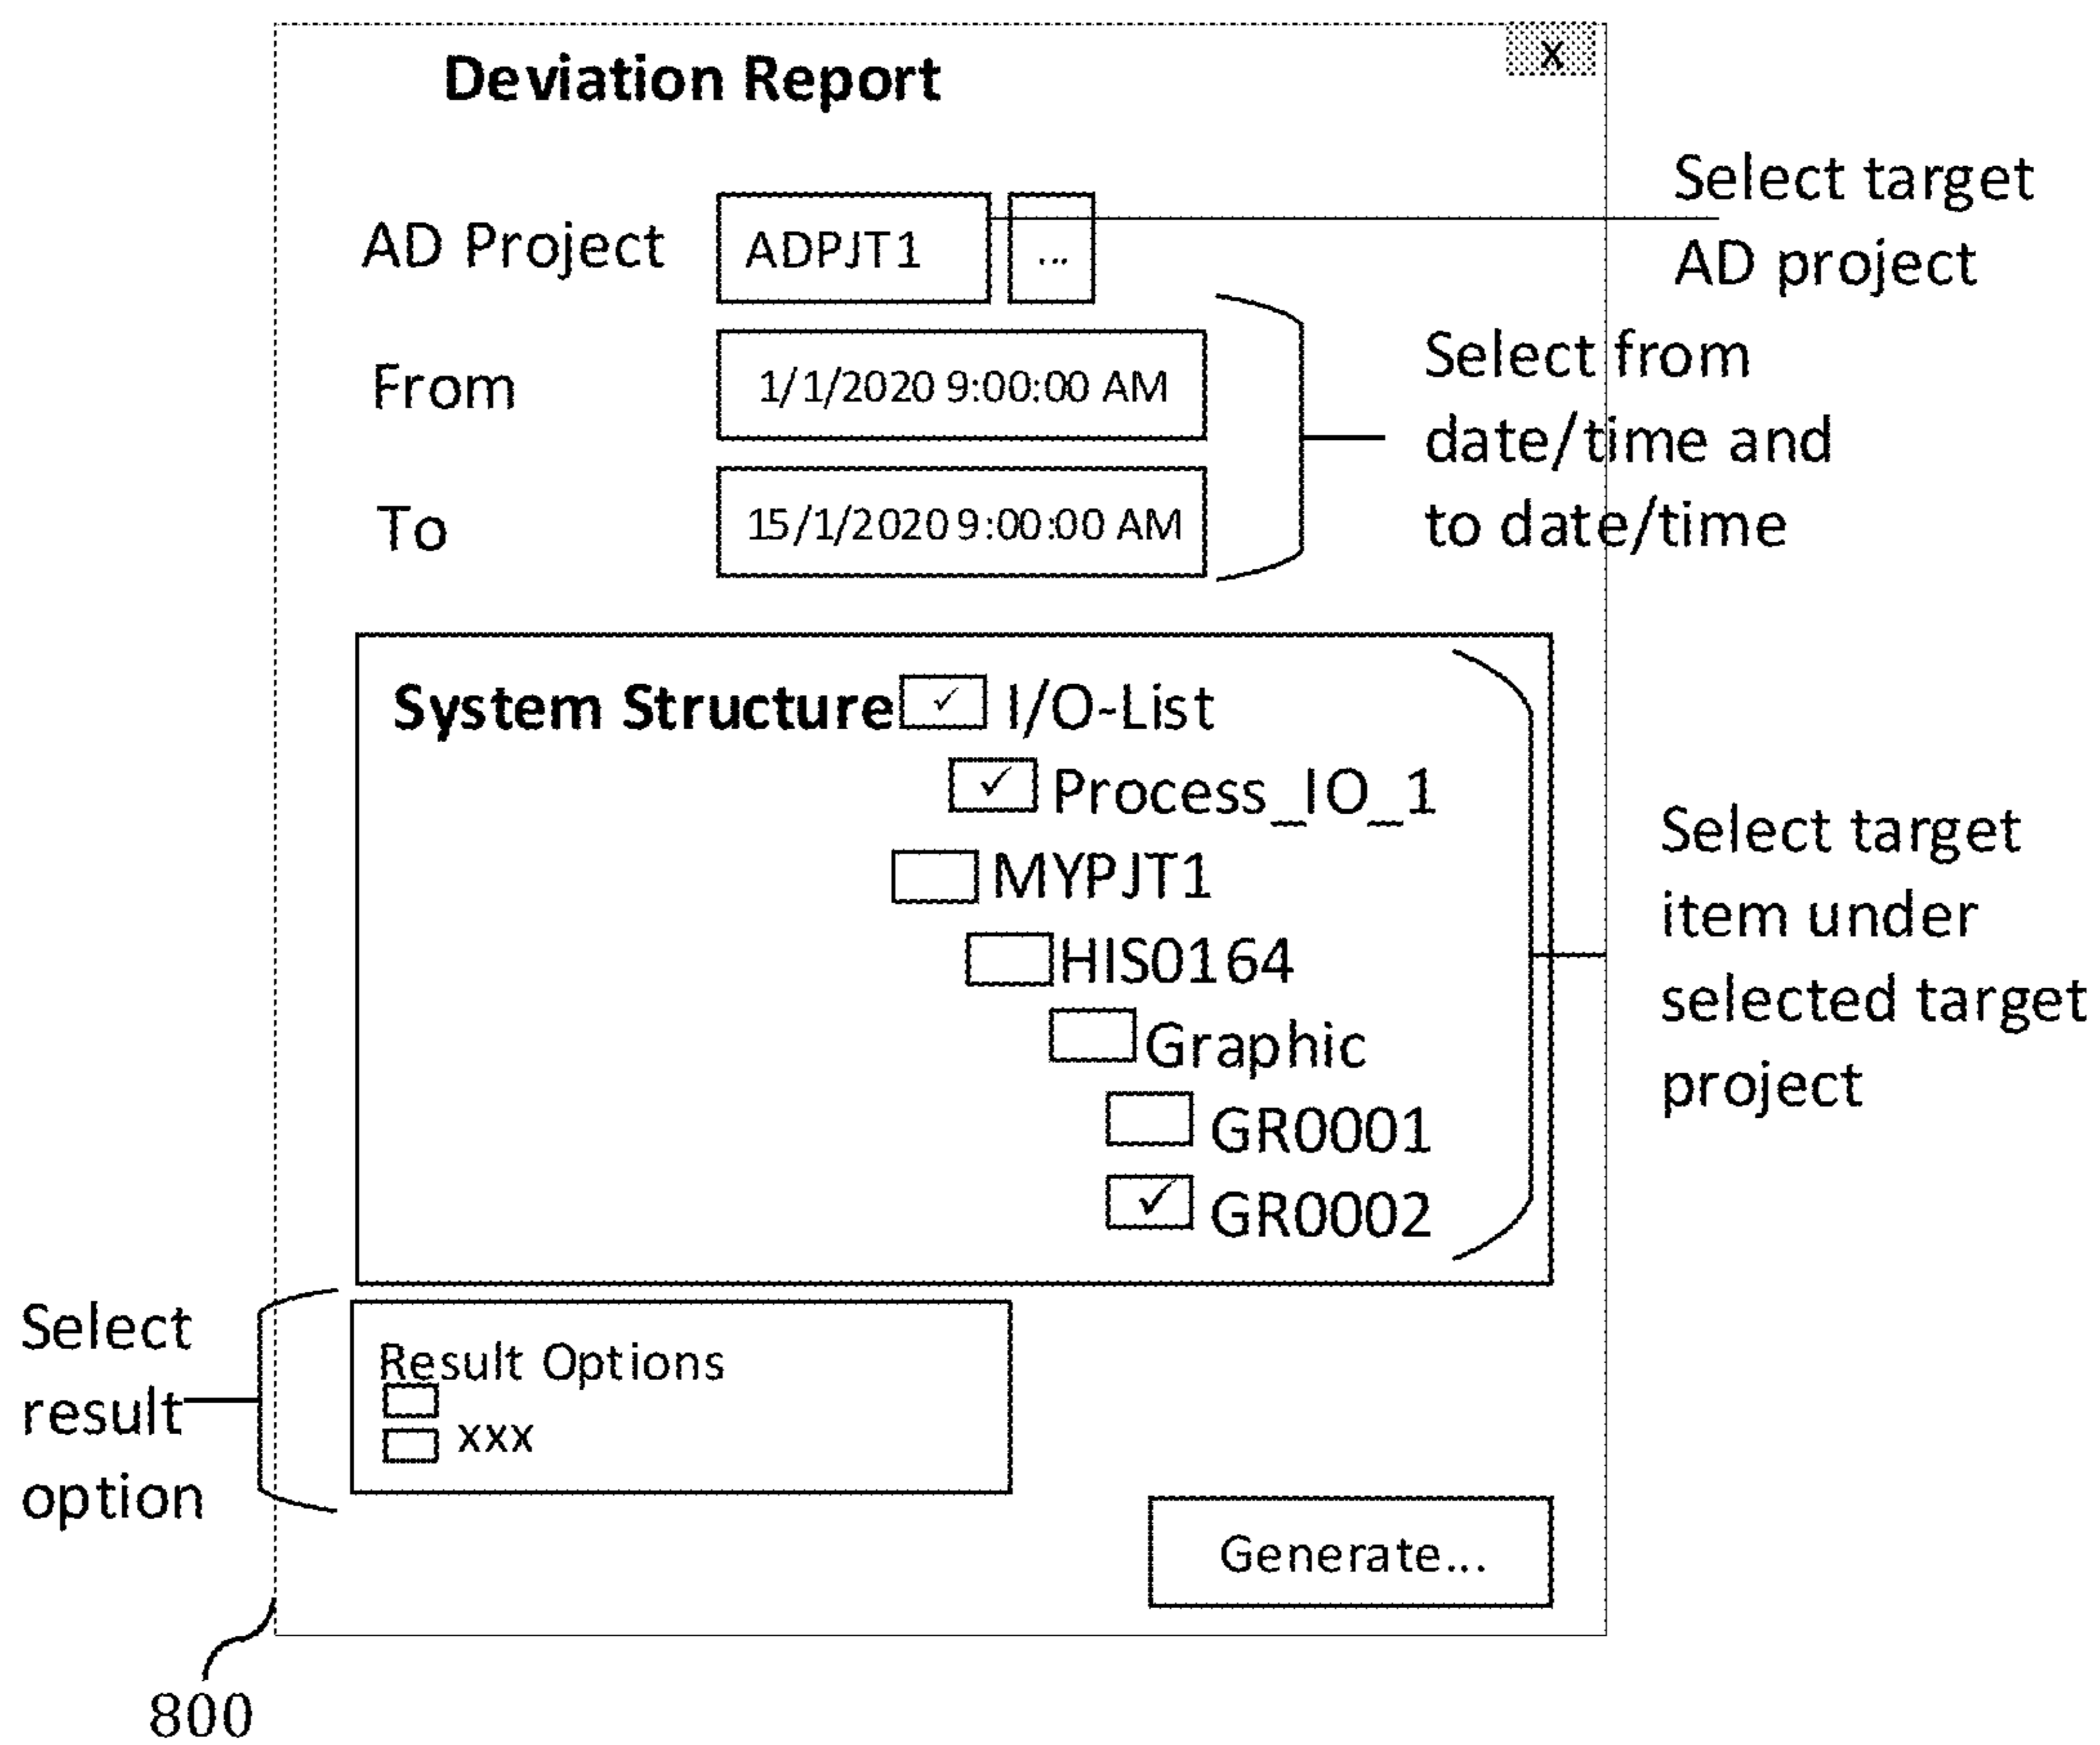 Deviation Report
x
AD Project
ADPJT1
...
Select target
AD project
From
1/1/2020 9:00:00 AM
To
15/1/2020 9:00:00 AM
Select from
date/time and
to date/time
System Structure
✓ I/O-List
✓ Process_IO_1
MYPJT1
HIS0164
Graphic
GR0001
✓ GR0002
Select target
item under
selected target
project
Select
result
option
Result Options
xxx
Generate...
800